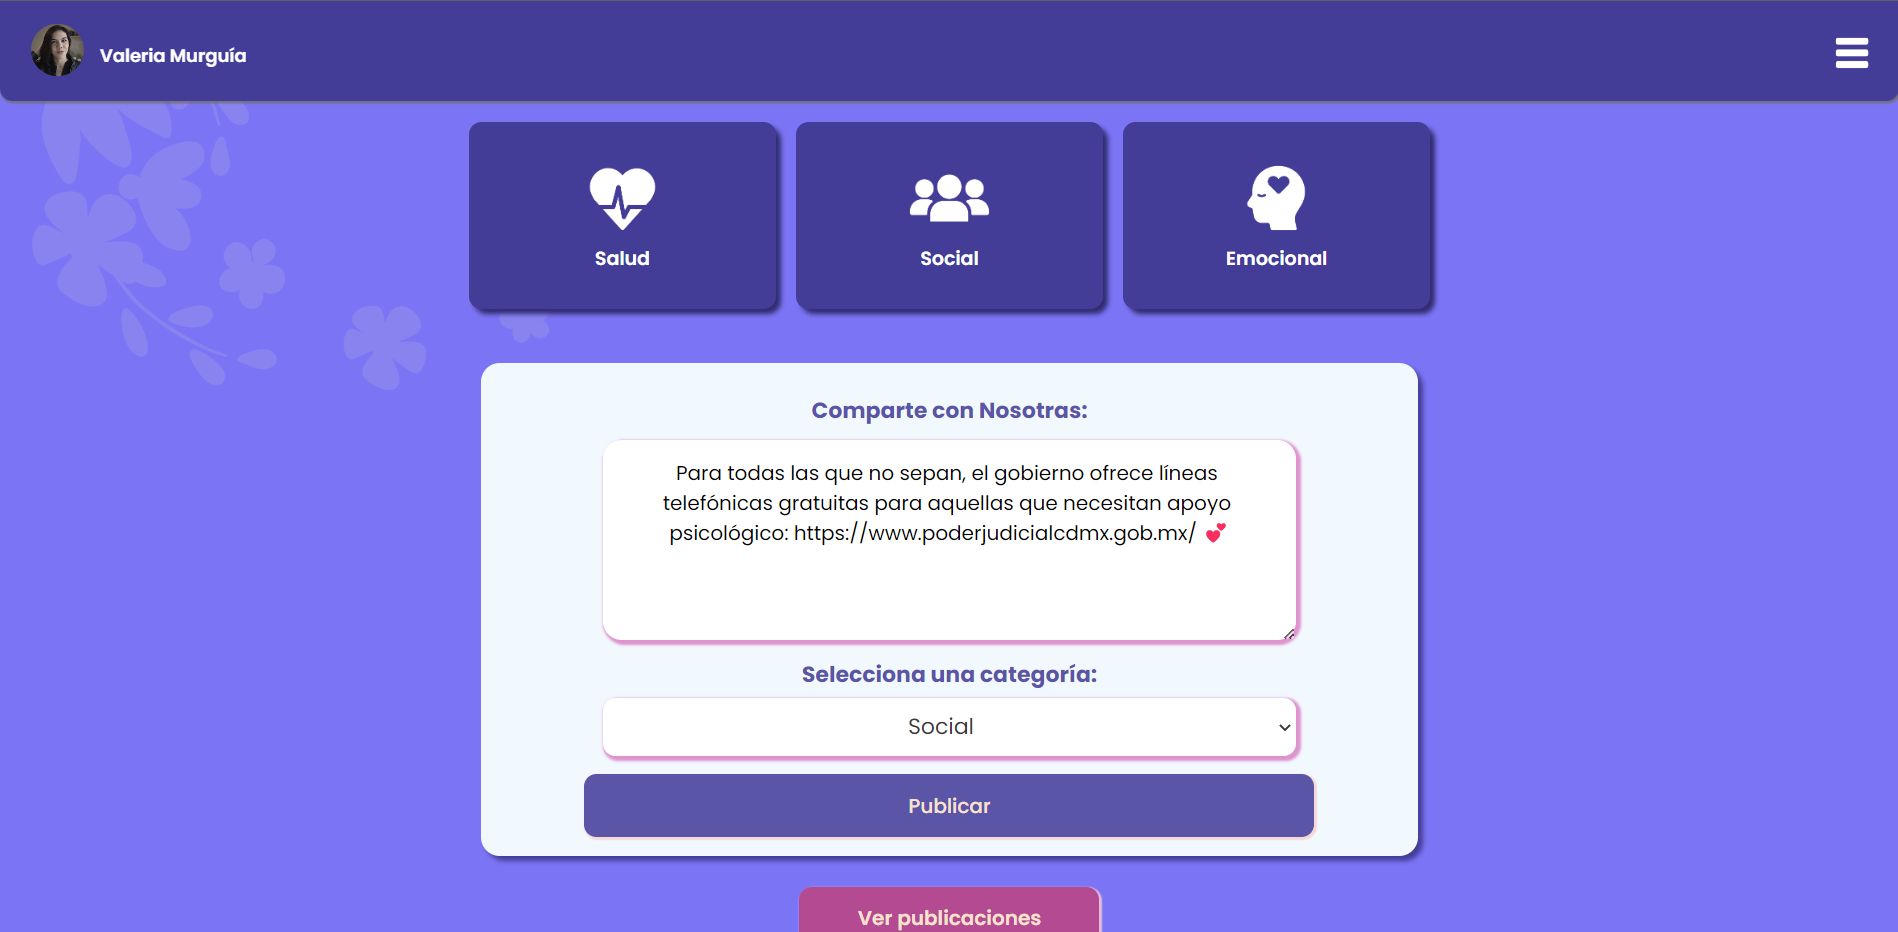 Valeria Murguía
Salud
Social
Emocional
Comparte con Nosotras:
Para todas las que no sepan, el gobierno ofrece líneas
telefónicas gratuitas para aquellas que necesitan apoyo
psicológico: https://www.poderjudicialcdmx.gob.mx/ 💕
Selecciona una categoría:
Social
Publicar
Ver publicaciones